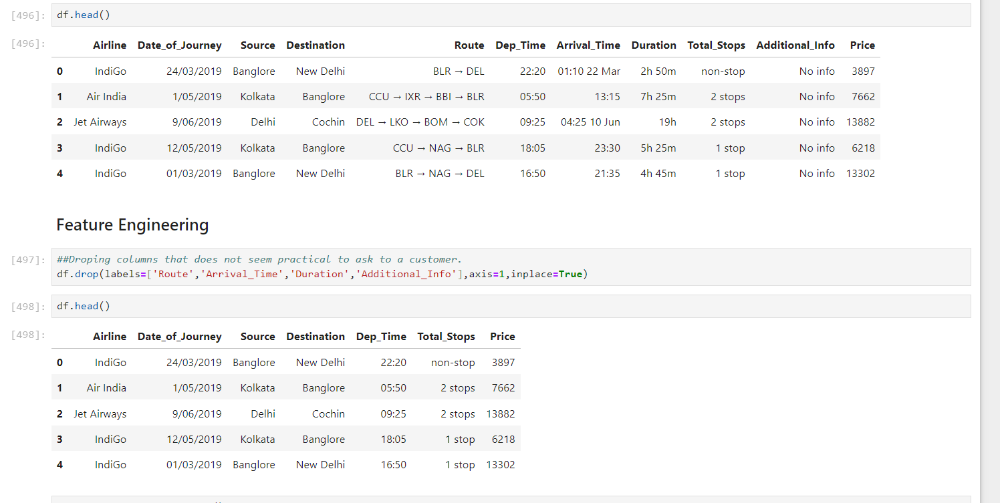 [496]: df.head()
[496]: Airline Date_of_Journey Source Destination Route Dep_Time Arrival_Time Duration Total_Stops Additional_Info Price
0 IndiGo 24/03/2019 Banglore New Delhi BLR → DEL 22:20 01:10 22 Mar 2h 50m non-stop No info 3897
1 Air India 1/05/2019 Kolkata Banglore CCU → IXR → BBI → BLR 05:50 13:15 7h 25m 2 stops No info 7662
2 Jet Airways 9/06/2019 Delhi Cochin DEL → LKO → BOM → COK 09:25 04:25 10 Jun 19h 2 stops No info 13882
3 IndiGo 12/05/2019 Kolkata Banglore CCU → NAG → BLR 18:05 23:30 5h 25m 1 stop No info 6218
4 IndiGo 01/03/2019 Banglore New Delhi BLR → NAG → DEL 16:50 21:35 4h 45m 1 stop No info 13302
Feature Engineering
[497]: ##Droping columns that does not seem practical to ask to a customer.
df.drop(labels=['Route','Arrival_Time','Duration','Additional_Info'],axis=1,inplace=True)
[498]: df.head()
[498]: Airline Date_of_Journey Source Destination Dep_Time Total_Stops Price
0 IndiGo 24/03/2019 Banglore New Delhi 22:20 non-stop 3897
1 Air India 1/05/2019 Kolkata Banglore 05:50 2 stops 7662
2 Jet Airways 9/06/2019 Delhi Cochin 09:25 2 stops 13882
3 IndiGo 12/05/2019 Kolkata Banglore 18:05 1 stop 6218
4 IndiGo 01/03/2019 Banglore New Delhi 16:50 1 stop 13302